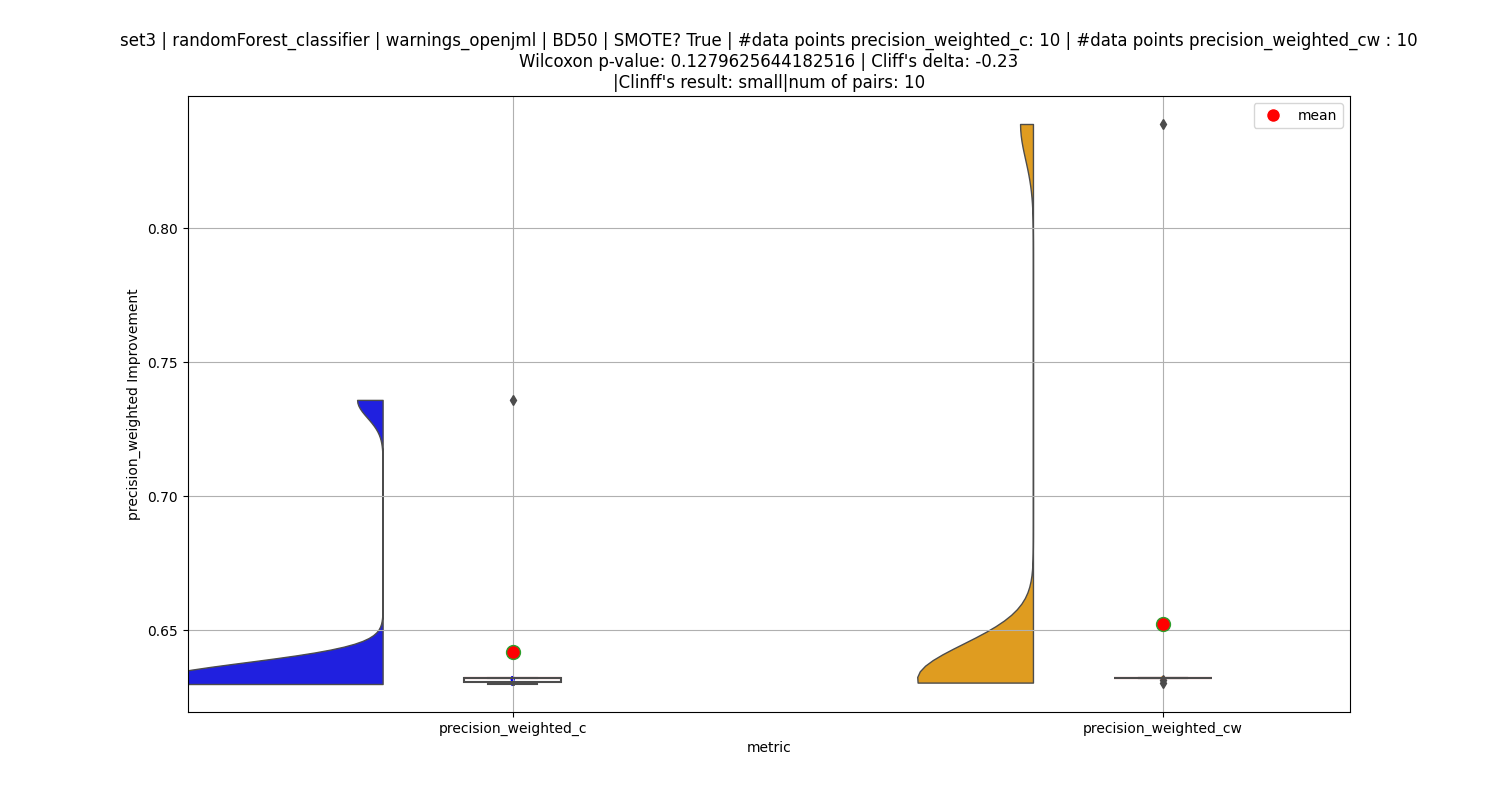 set3 | randomForest_classifier | warnings_openjml | BD50 | SMOTE? True | #data points precision_weighted_c: 10 | #data points precision_weighted_cw : 10
Wilcoxon p-value: 0.1279625644182516 | Cliff's delta: -0.23
|Clinff's result: small|num of pairs: 10
mean
0.80
0.75
0.70
0.65
precision_weighted Improvement
precision_weighted_c
precision_weighted_cw
metric